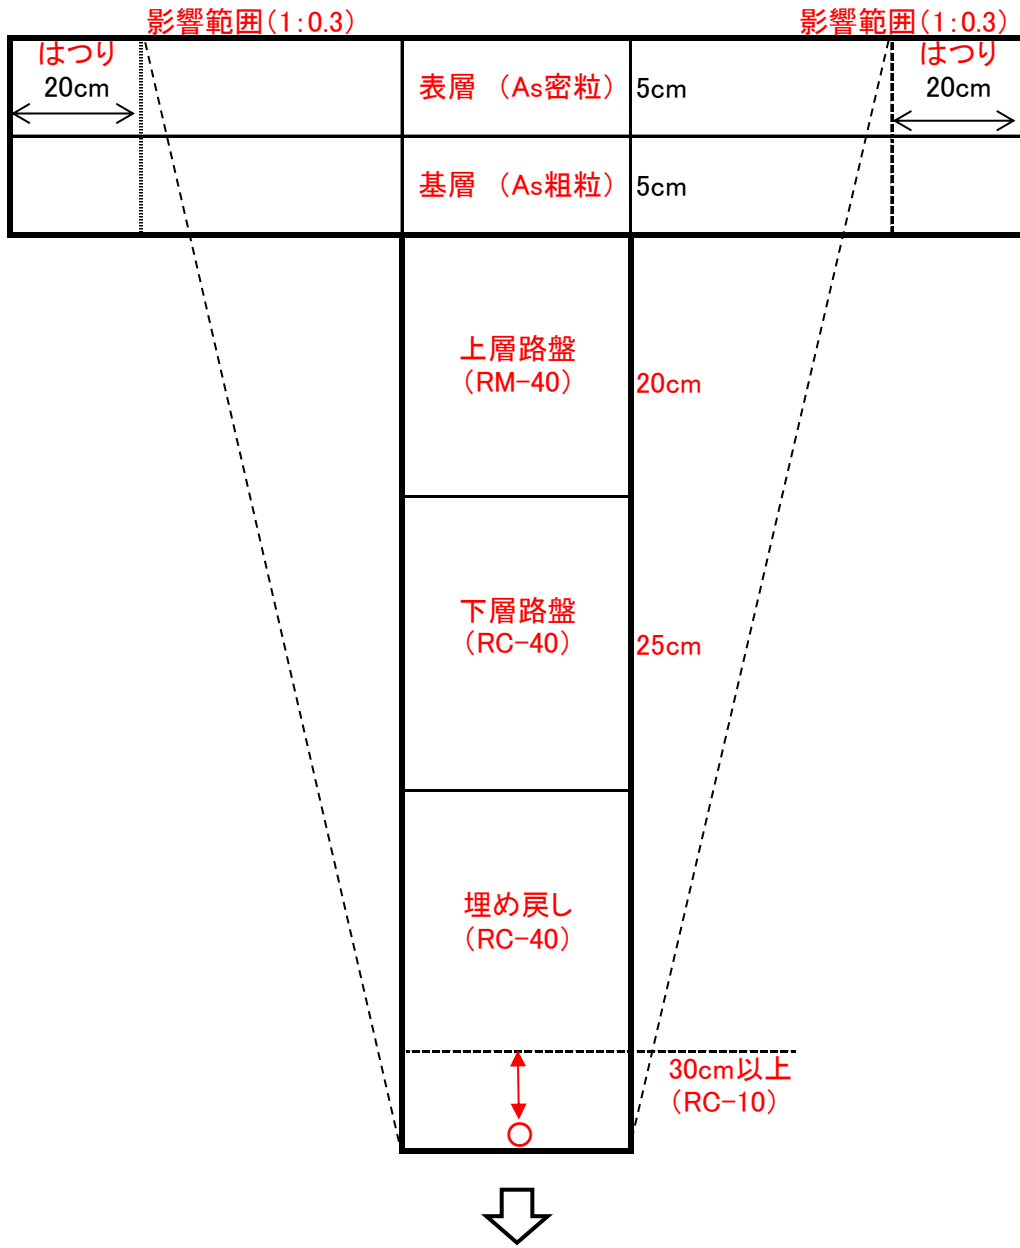 影響範囲(1:0.3)
影響範囲(1:0.3)
はつり
20cm
表層 (As密粒)
5cm
はつり
20cm
基層 (As粗粒)
5cm
上層路盤
(RM-40)
20cm
下層路盤
(RC-40)
25cm
埋め戻し
(RC-40)
30cm以上
(RC-10)